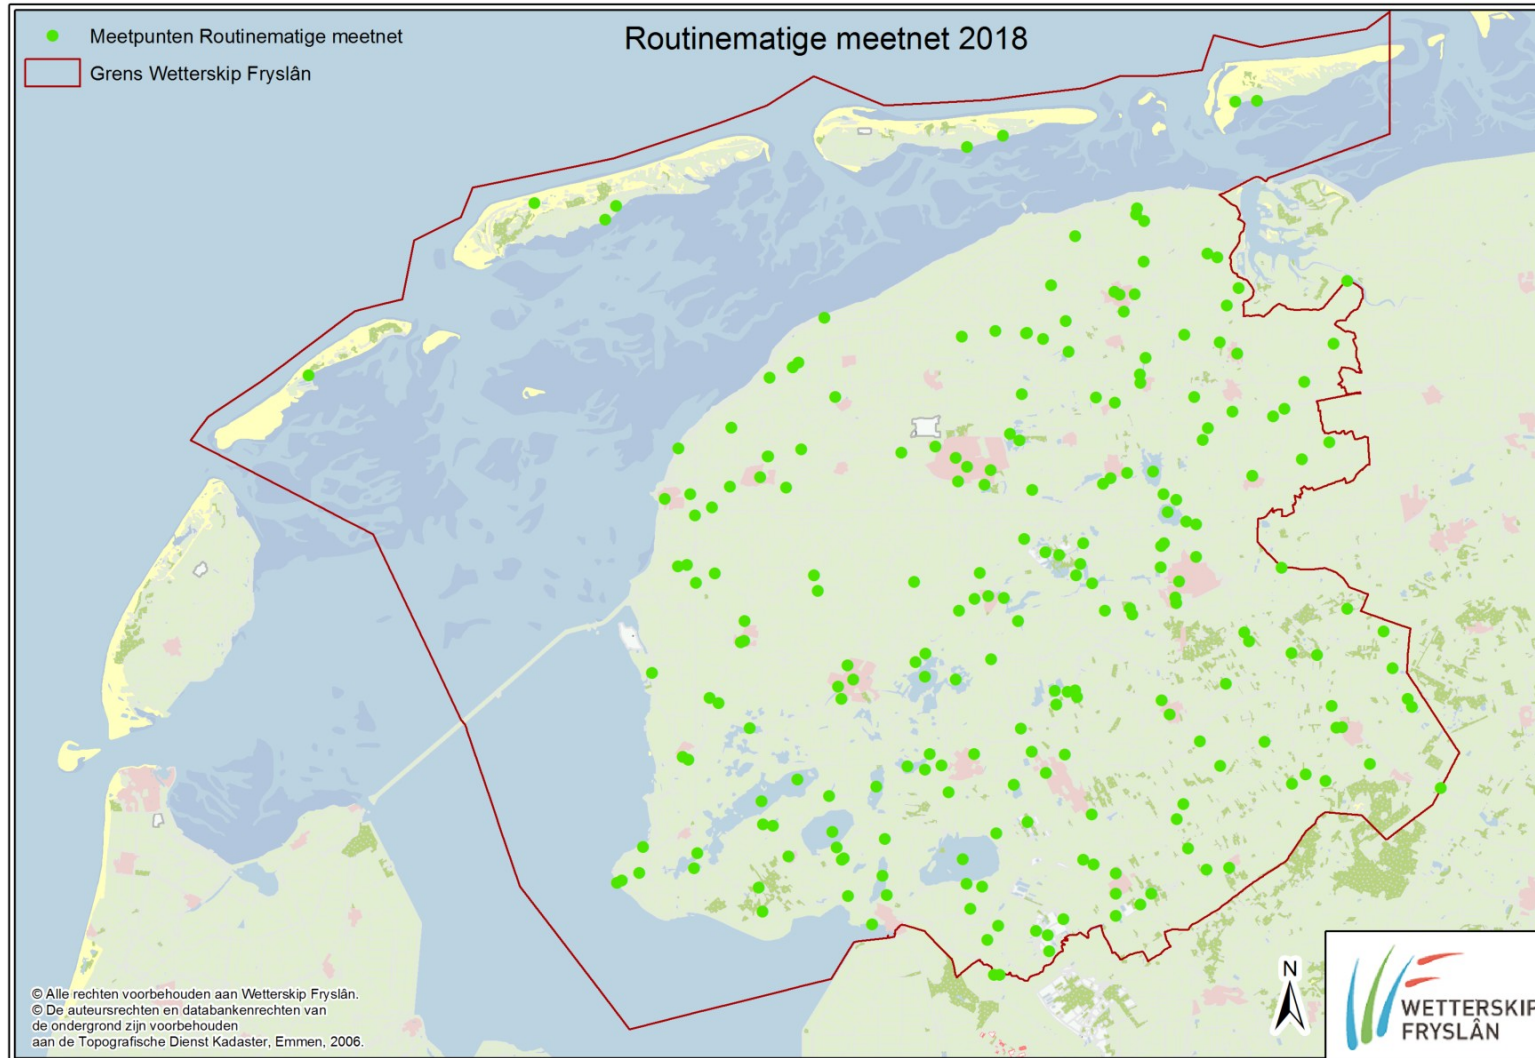 Routinematige meetnet 2018
Meetpunten Routinematige meetnet
Grens Wetterskip Fryslân
© Alle rechten voorbehouden aan Wetterskip Fryslân.
© De auteursrechten en databankenrechten van
de ondergrond zijn voorbehouden
aan de Topografische Dienst Kadaster, Emmen, 2006.
N
WETTERSKIP
FRYSLÂN